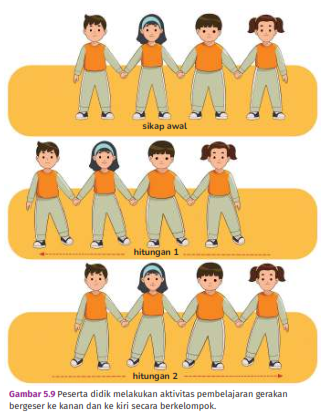 sikap awal
hitungan 1
hitungan 2
Gambar 5.9 Peserta didik melakukan aktivitas pembelajaran gerakan
bergeser ke kanan dan ke kiri secara berkelompok.